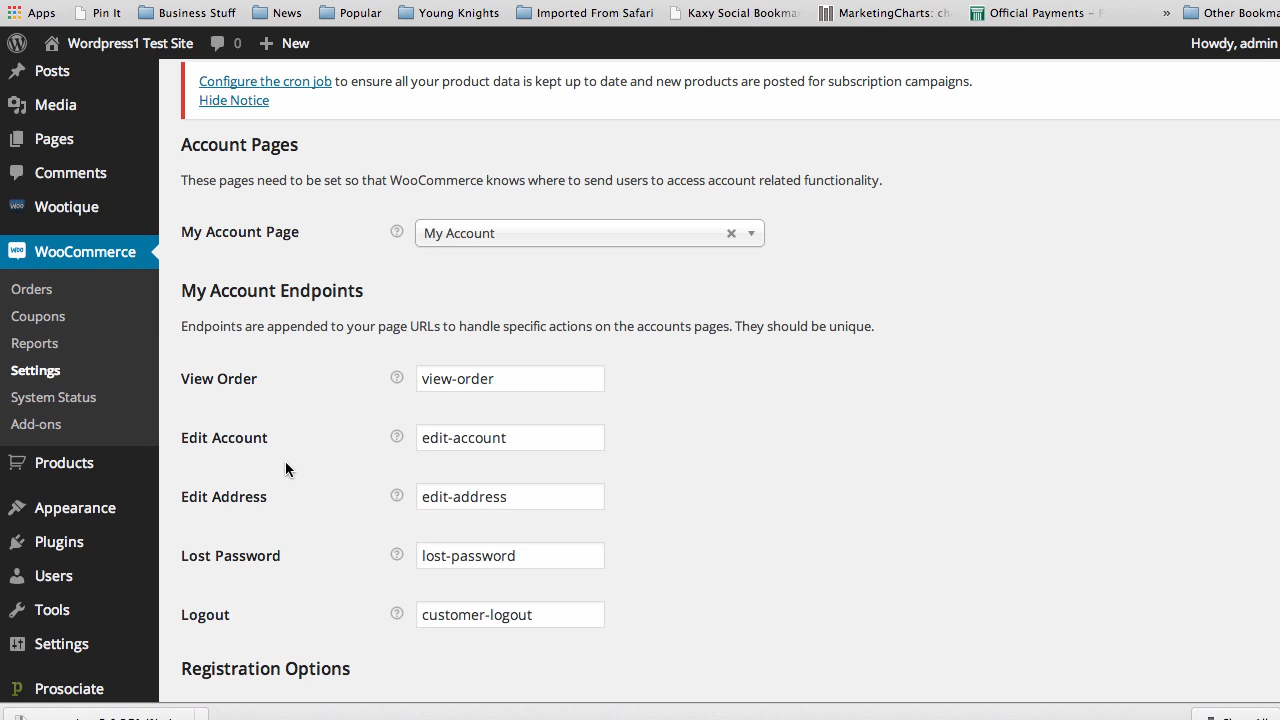 Apps Pin It Business Stuff News Popular Young Knights Imported From Safari Kaxy Social Bookma MarketingCharts: ch Official Payments – P » Other Bookma
Wordpress1 Test Site 0 New Howdy, admin
Posts
Media
Pages
Comments
Wootique
WooCommerce
Orders
Coupons
Reports
Settings
System Status
Add-ons
Products
Appearance
Plugins
Users
Tools
Settings
Prosociate
Configure the cron job to ensure all your product data is kept up to date and new products are posted for subscription campaigns.
Hide Notice
Account Pages
These pages need to be set so that WooCommerce knows where to send users to access account related functionality.
My Account Page My Account
My Account Endpoints
Endpoints are appended to your page URLs to handle specific actions on the accounts pages. They should be unique.
View Order view-order
Edit Account edit-account
Edit Address edit-address
Lost Password lost-password
Logout customer-logout
Registration Options